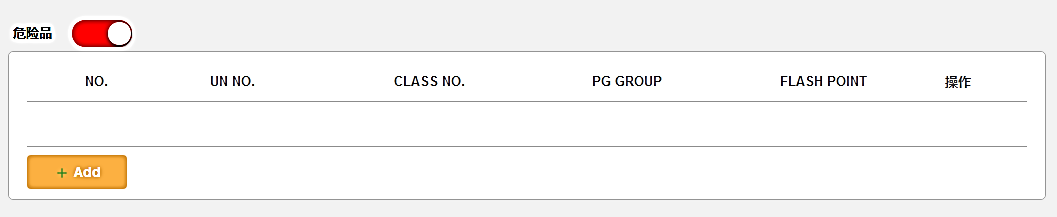 危险品
NO. UN NO. CLASS NO. PG GROUP FLASH POINT 操作
+ Add